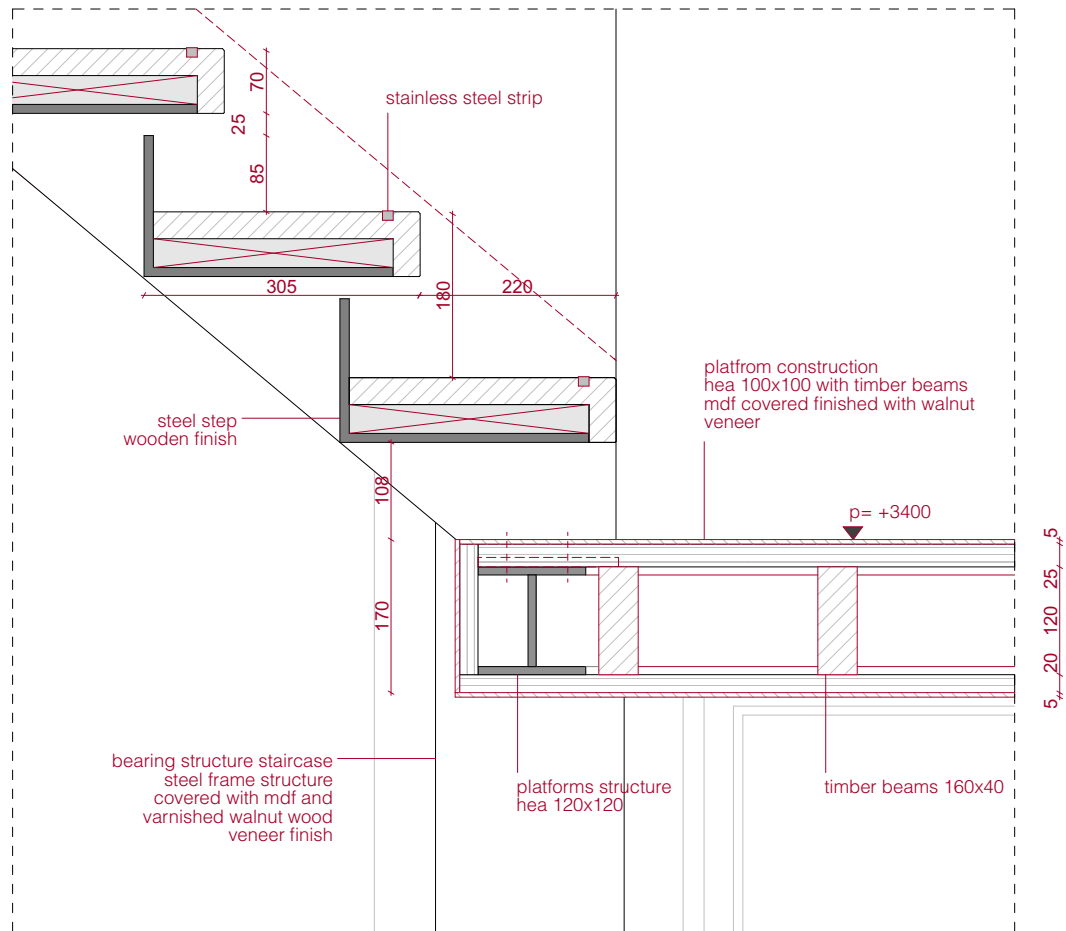 70
stainless steel strip
25
85
305
220
180
platfrom construction
hea 100x100 with timber beams
mdf covered finished with walnut
veneer
steel step
wooden finish
108
p= +3400
5
25
170
120
20
5
bearing structure staircase
steel frame structure
covered with mdf and
varnished walnut wood
veneer finish
platforms structure
hea 120x120
timber beams 160x40